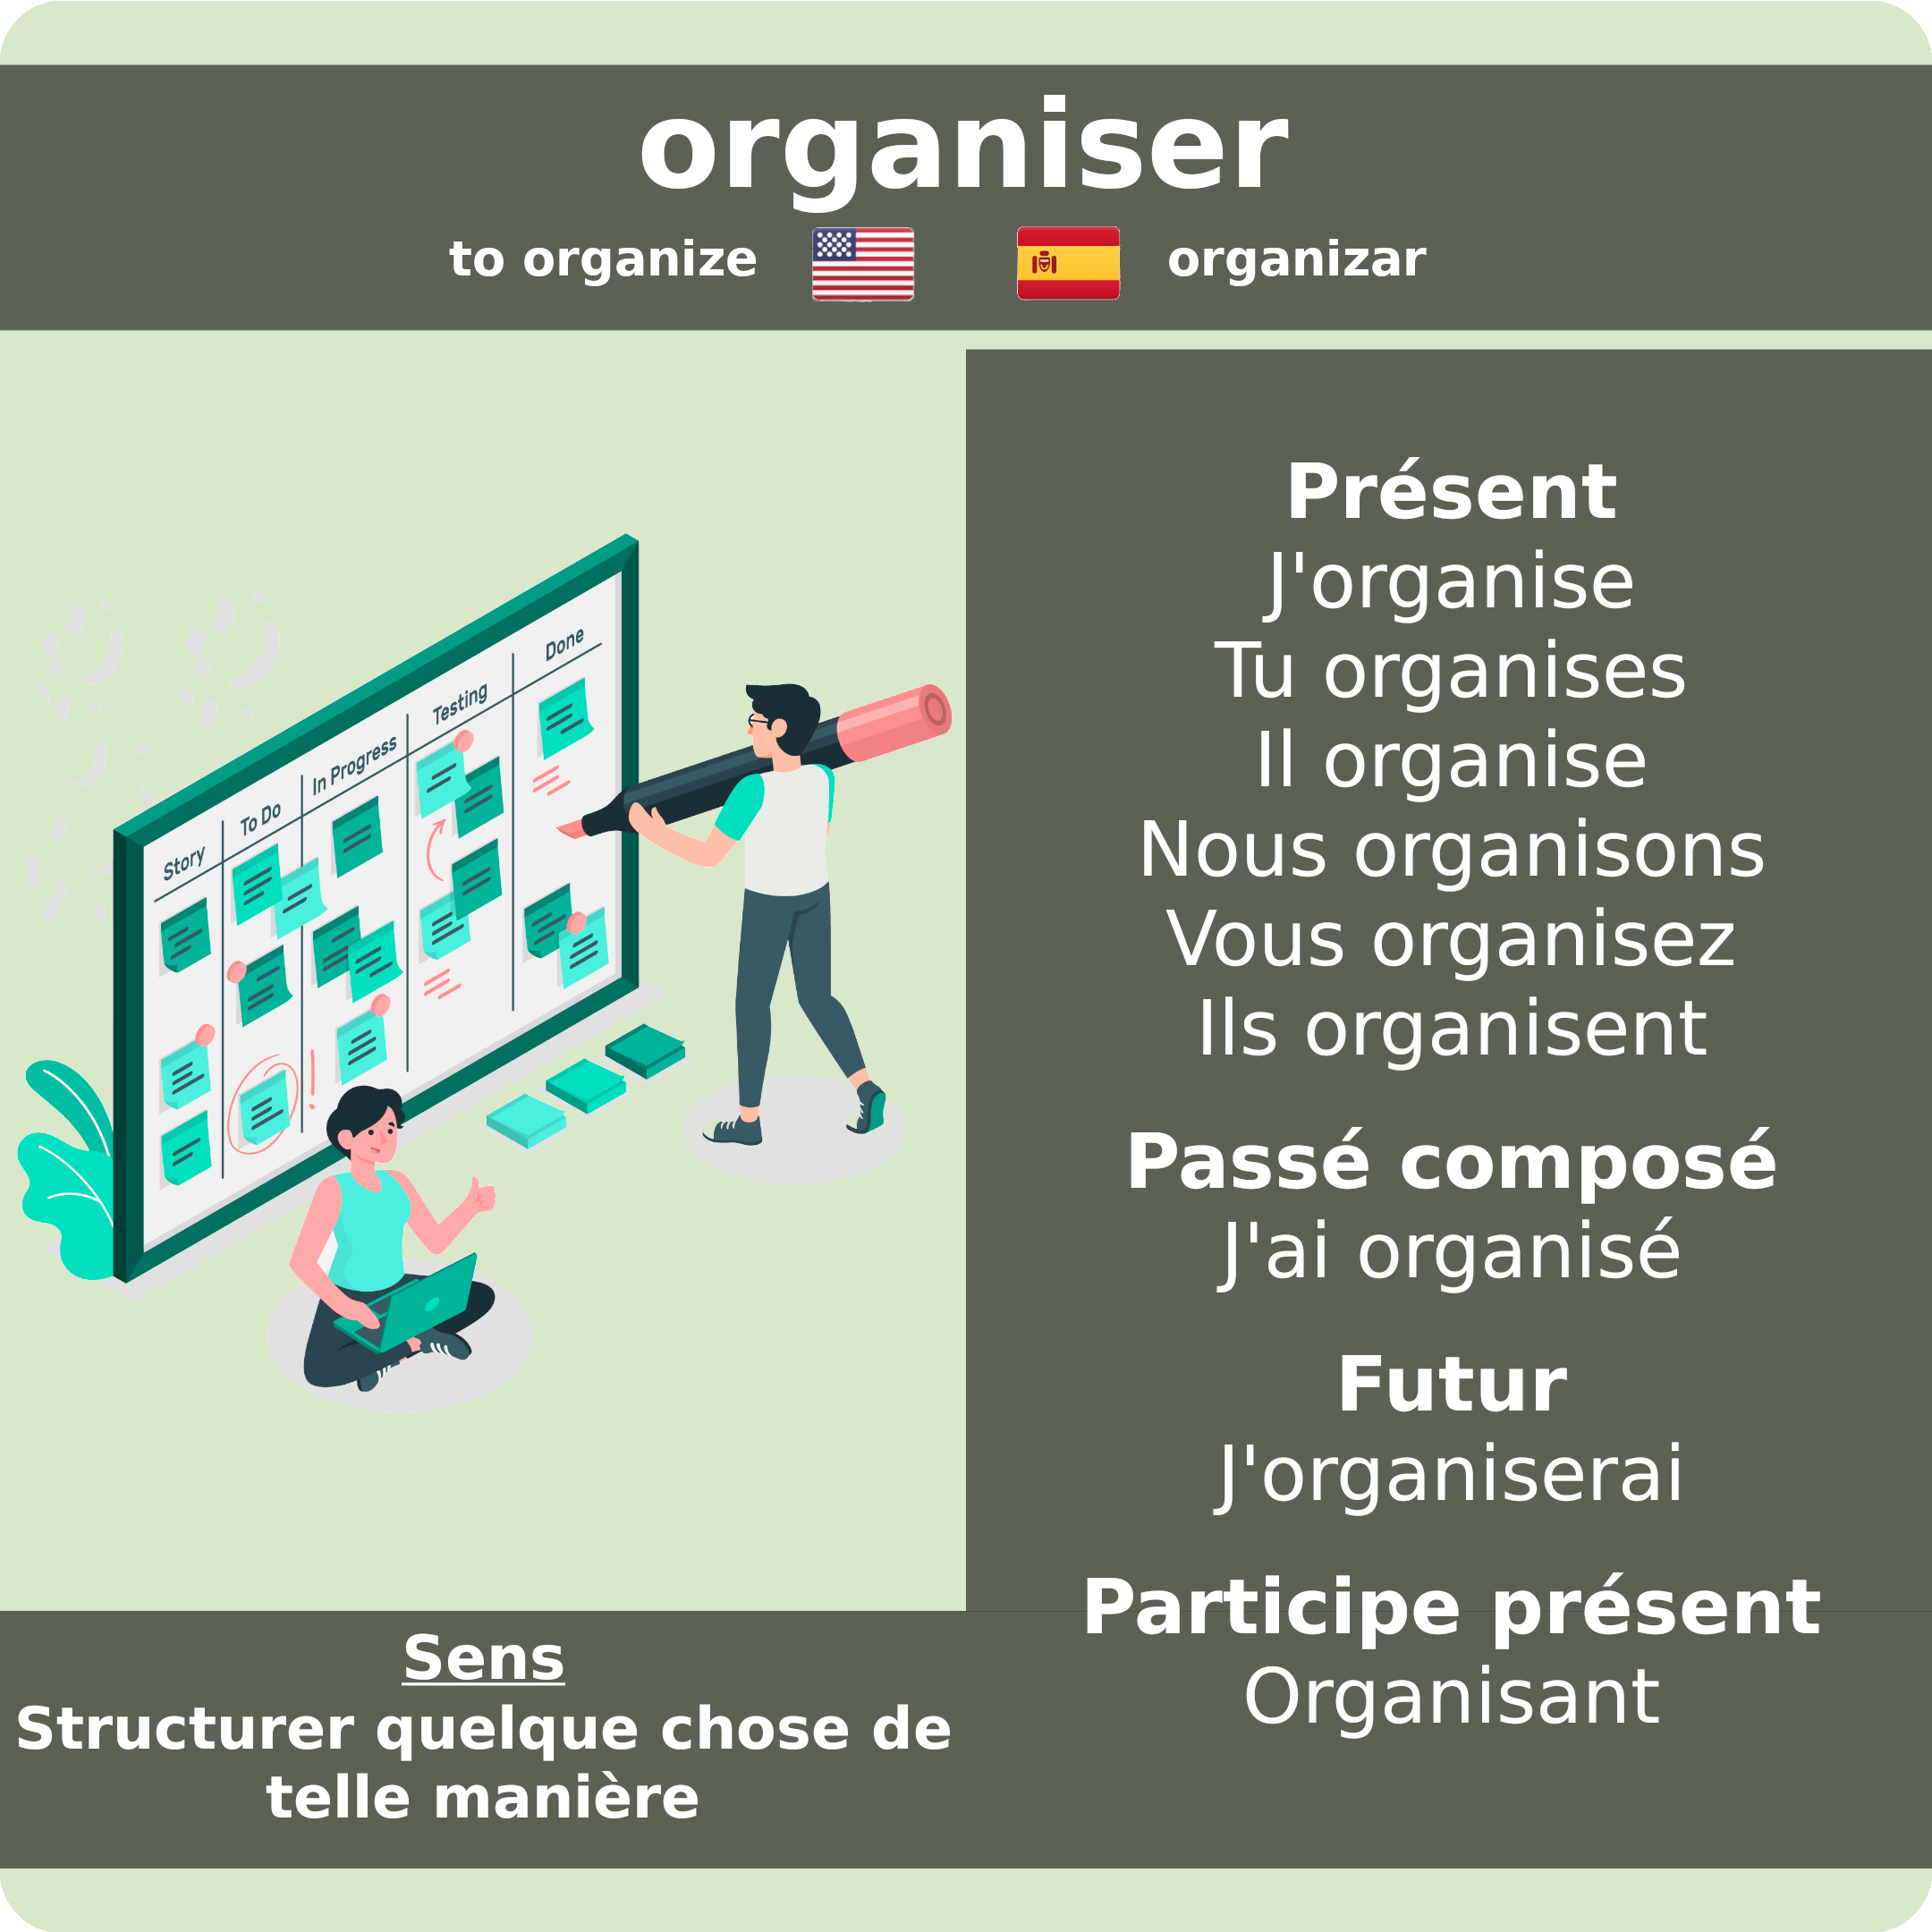 organiser
to organize
organizar
Story
To Do
In Progress
Testing
Done
Présent
J'organise
Tu organises
Il organise
Nous organisons
Vous organisez
Ils organisent
Passé composé
J'ai organisé
Futur
J'organiserai
Participe présent
Organisant
Sens
Structurer quelque chose de
telle manière